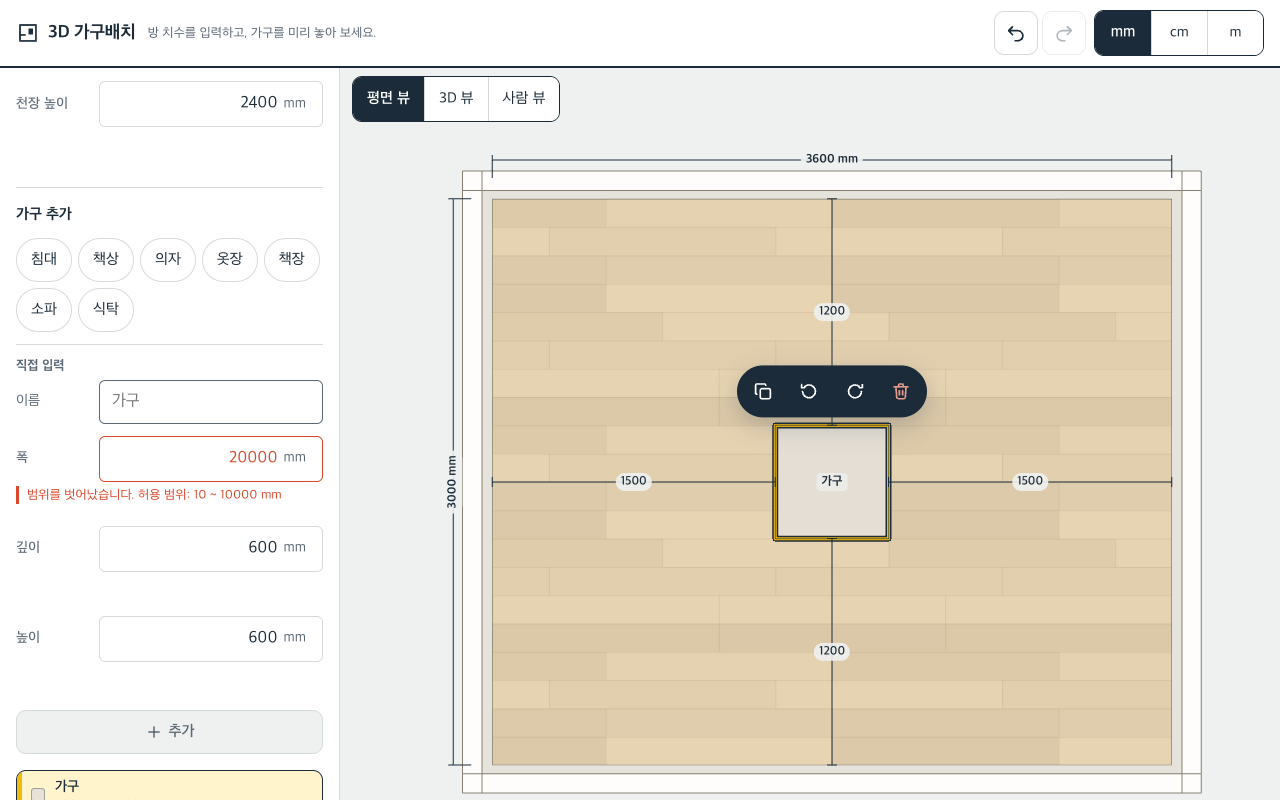 3D 가구배치 방 치수를 입력하고, 가구를 미리 놓아 보세요.
mm cm m
천장 높이 2400 mm
평면 뷰 3D 뷰 사람 뷰
가구 추가
침대 책상 의자 옷장 책장
소파 식탁
직접 입력
이름 가구
폭 20000 mm
범위를 벗어났습니다. 허용 범위: 10 ~ 10000 mm
깊이 600 mm
높이 600 mm
추가
가구
3600 mm
1200
3000 mm
1500 가구 1500
1200